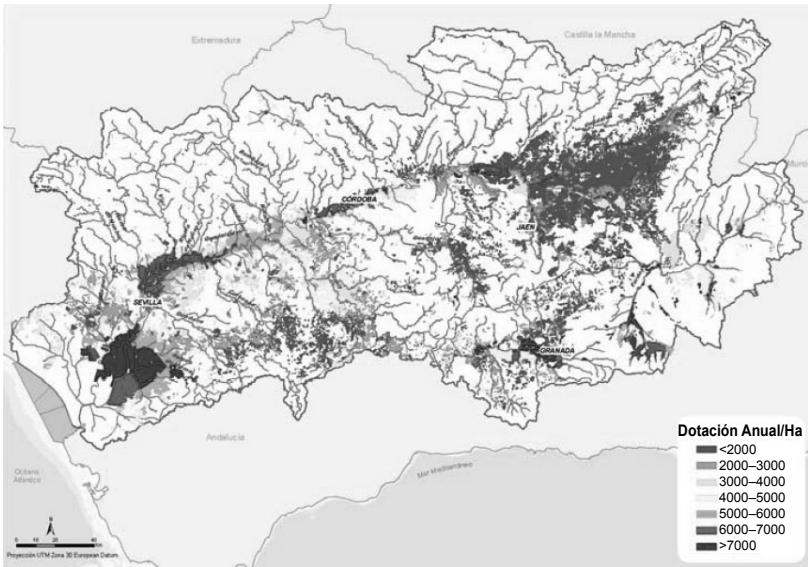 Extremadura
Castilla la Mancha
Murcia
CÓRDOBA
JAEN
SEVILLA
GRANADA
Andalucía
Océano
Atlántico
Mar Mediterráneo
Dotación Anual/Ha
<2000
2000–3000
3000–4000
4000–5000
5000–6000
6000–7000
>7000
N
0 10 20 40
Km
Proyección UTM Zona 30 European Datum